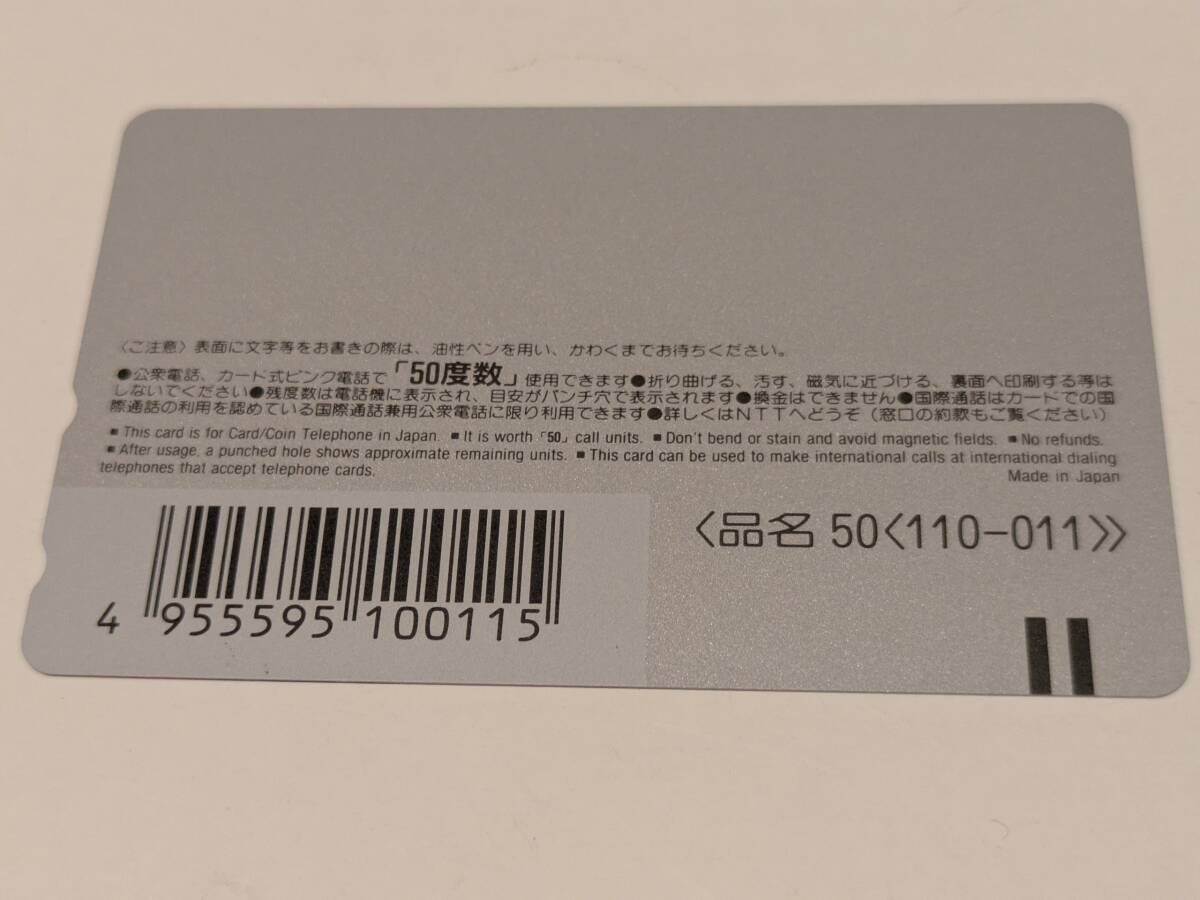 〈ご注意〉表面に文字等をお書きの際は、油性ペンを用い、かわくまでお待ちください。
●公衆電話、カード式ピンク電話で「50度数」使用できます●折り曲げる、汚す、磁気に近づける、裏面へ印刷する等は
しないでください●残度数は電話機に表示され、目安がパンチ穴で表示されます●換金はできません●国際通話はカードでの国
際通話の利用を認めている国際通話兼用公衆電話に限り利用できます●詳しくはNTTへどうぞ（窓口の約款もご覧ください）
■ This card is for Card/Coin Telephone in Japan. ■ It is worth「50」call units. ■ Don't bend or stain and avoid magnetic fields. ■ No refunds.
■ After usage, a punched hole shows approximate remaining units. ■ This card can be used to make international calls at international dialing
telephones that accept telephone cards.
Made in Japan
〈品名 50〈110-011〉〉
4 955595 100115